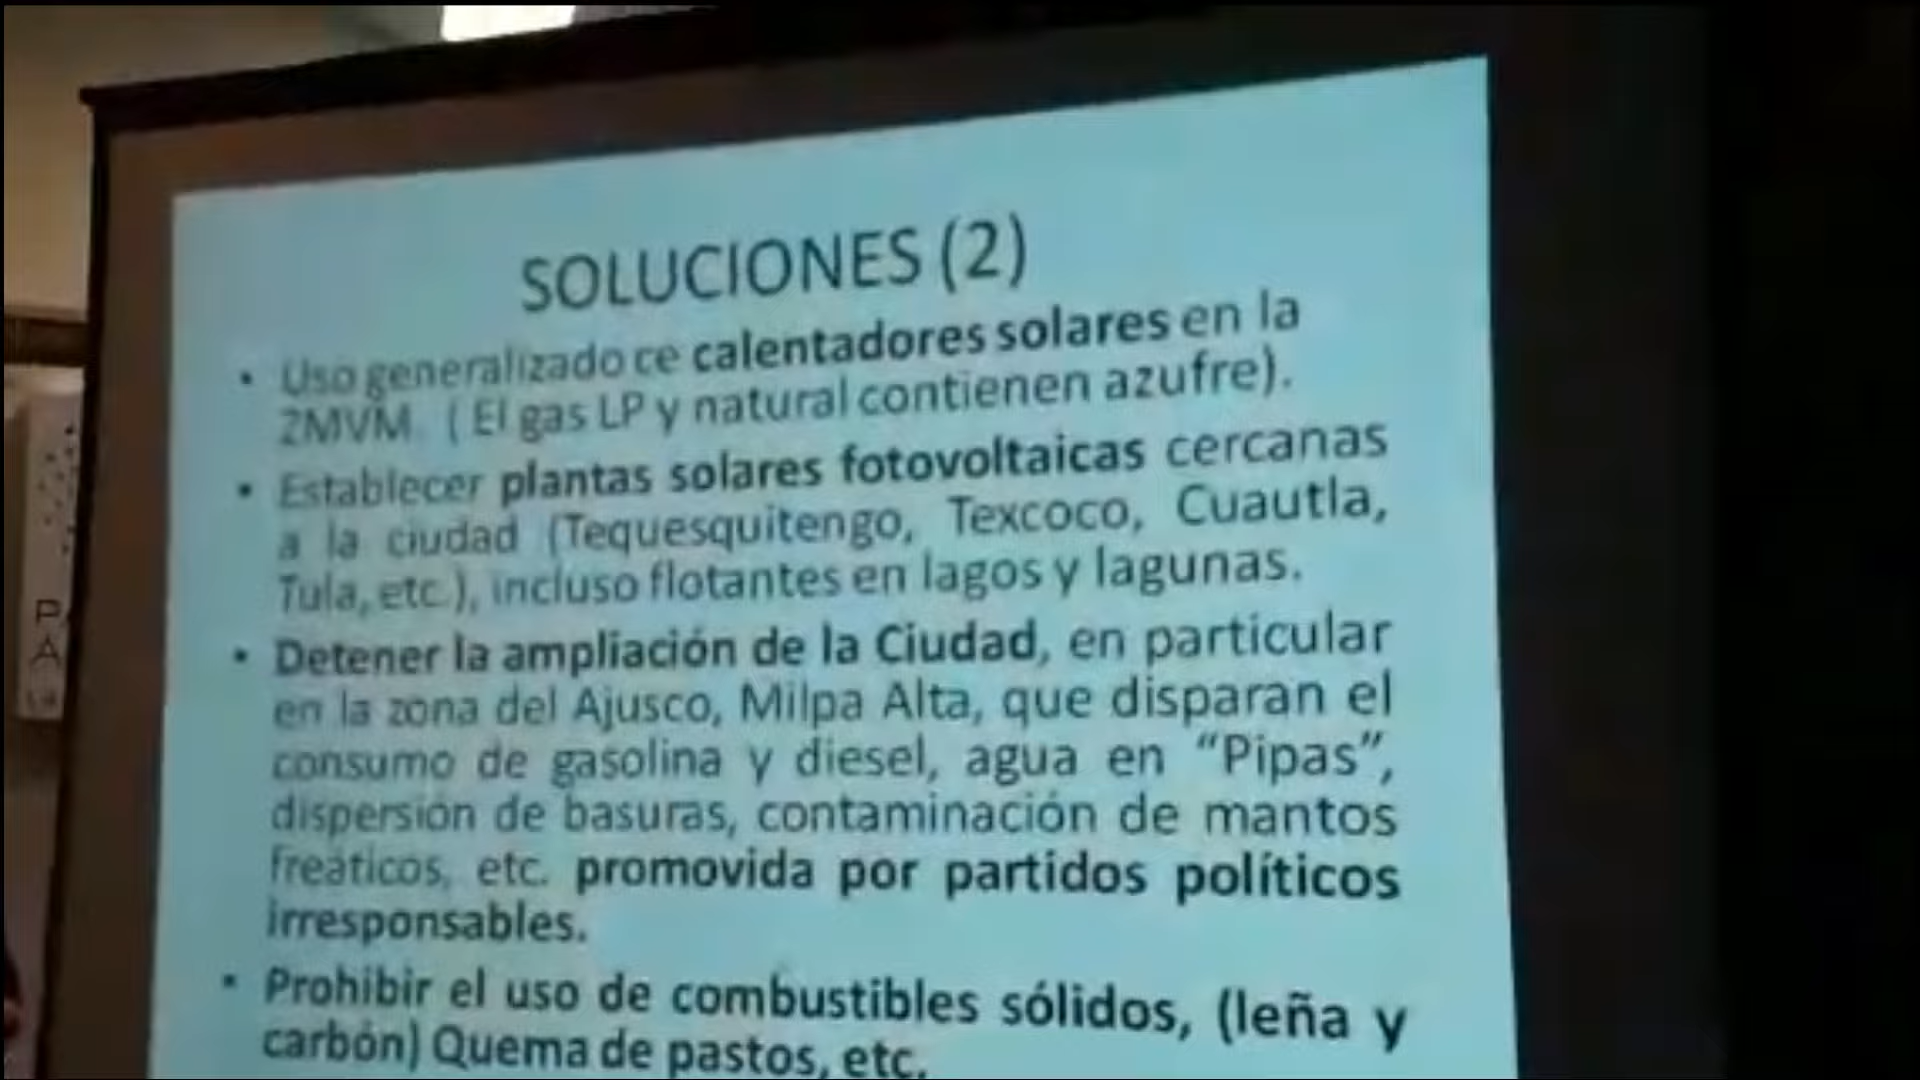 SOLUCIONES (2)
• Uso generalizado ce calentadores solares en la
ZMVM. ( El gas LP y natural contienen azufre).
• Establecer plantas solares fotovoltaicas cercanas
a la ciudad (Tequesquitengo, Texcoco, Cuautla,
Tula, etc.), incluso flotantes en lagos y lagunas.
• Detener la ampliación de la Ciudad, en particular
en la zona del Ajusco, Milpa Alta, que disparan el
consumo de gasolina y diesel, agua en “Pipas”,
dispersión de basuras, contaminación de mantos
freáticos, etc. promovida por partidos políticos
irresponsables.
• Prohibir el uso de combustibles sólidos, (leña y
carbón) Quema de pastos, etc.
P
A